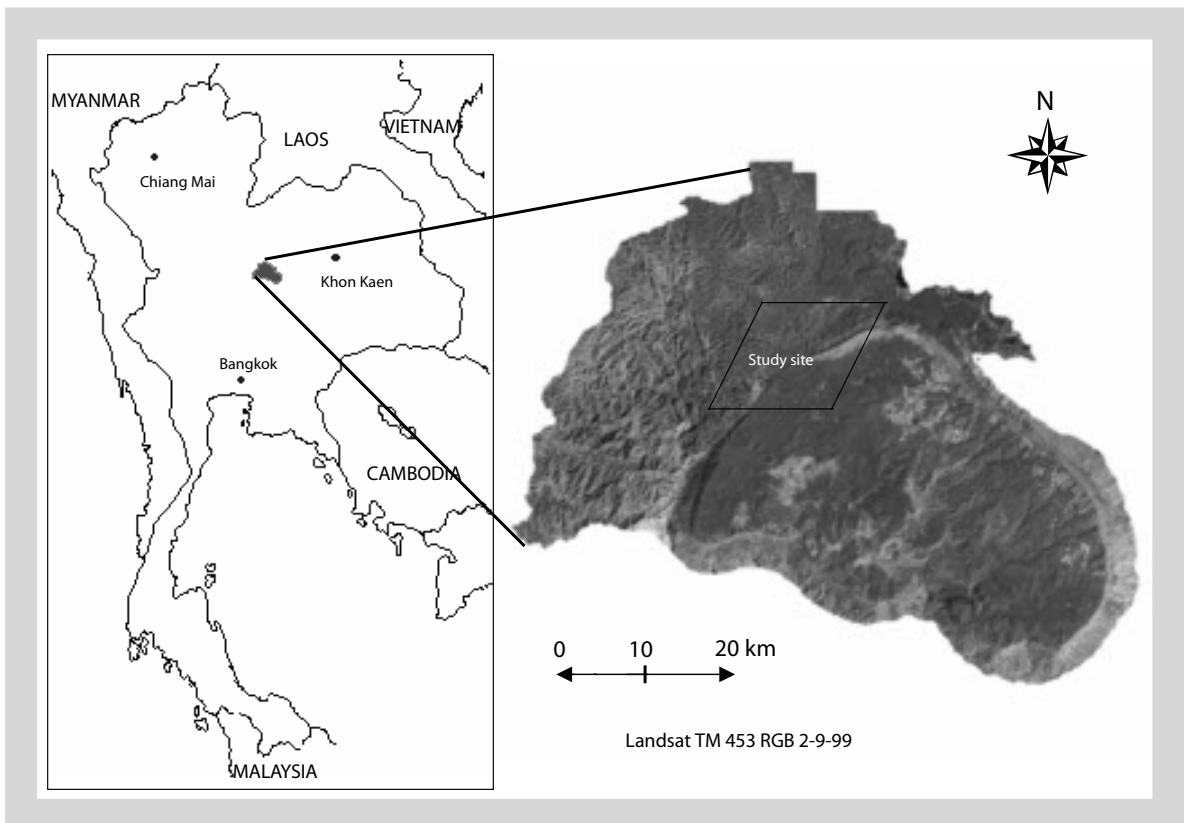 MYANMAR
LAOS
VIETNAM
Chiang Mai
Khon Kaen
Bangkok
CAMBODIA
MALAYSIA
N
Study site
0 10 20 km
Landsat TM 453 RGB 2-9-99